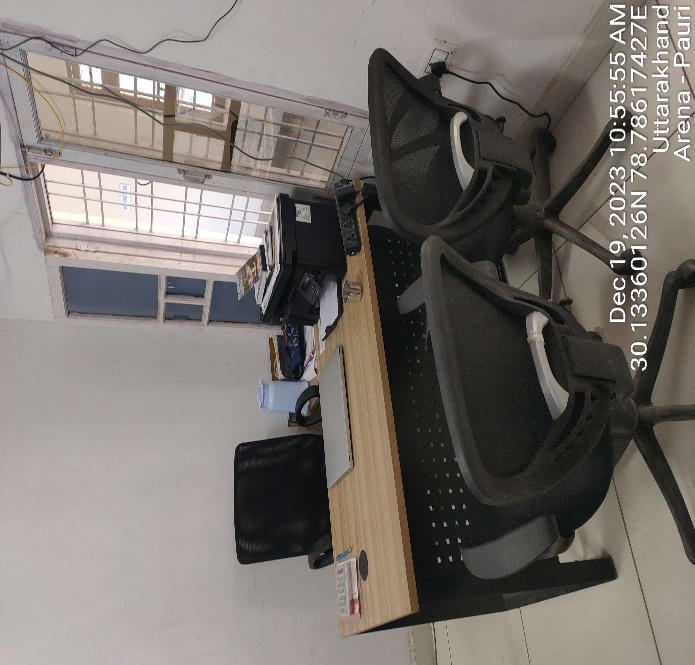 Dec 19, 2023 10:55:55 AM
30.13360126N 78.78617427E
Uttarakhand
Arena - Pauri